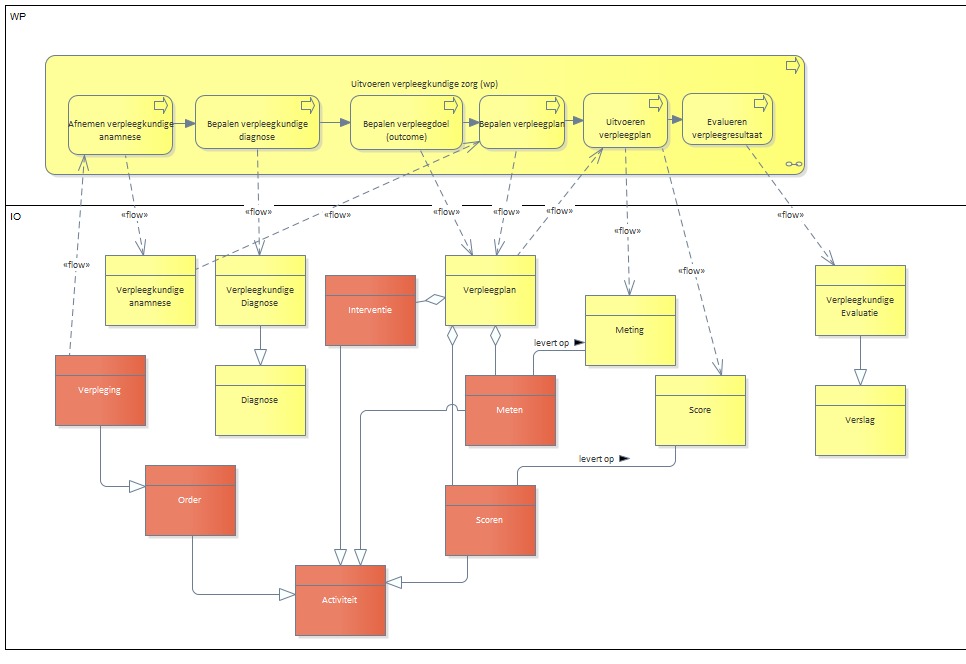 WP
Uitvoeren verpleegkundige zorg (wp)
Afnemen verpleegkundige
anamnese
Bepalen verpleegkundige
diagnose
Bepalen verpleegdoel
(outcome)
Bepalen verpleegplan
Uitvoeren
verpleegplan
Evalueren
verpleegresultaat
IO
«flow»
«flow»
«flow»
«flow»
«flow»
«flow»
«flow»
«flow»
«flow»
«flow»
Verpleegkundige
anamnese
Verpleegkundige
Diagnose
Interventie
Verpleegplan
Meting
Verpleegkundige
Evaluatie
levert op
Verpleging
Diagnose
Meten
Score
Verslag
levert op
Order
Scoren
Activiteit